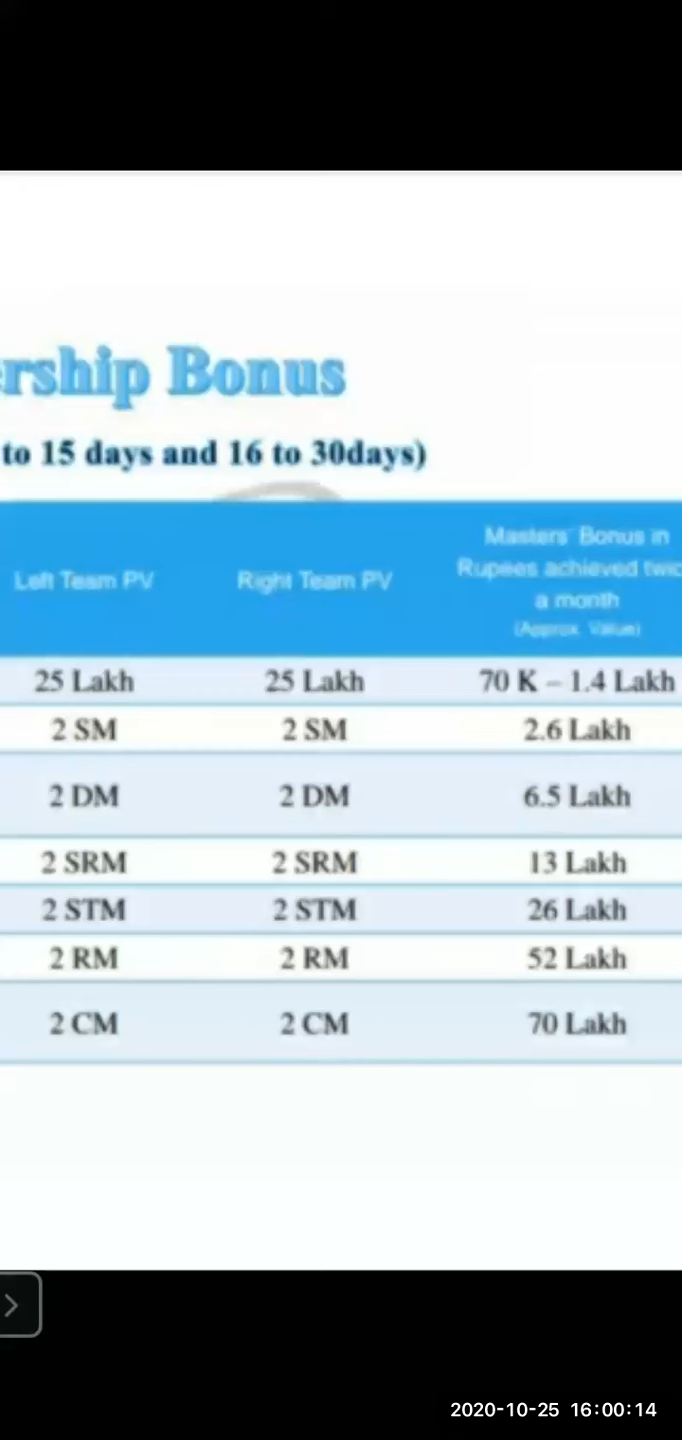 ership Bonus
to 15 days and 16 to 30days)
Left Team PV Right Team PV Masters' Bonus in
Rupees achieved twic
a month
(Approx. Value)
25 Lakh 25 Lakh 70 K – 1.4 Lakh
2 SM 2 SM 2.6 Lakh
2 DM 2 DM 6.5 Lakh
2 SRM 2 SRM 13 Lakh
2 STM 2 STM 26 Lakh
2 RM 2 RM 52 Lakh
2 CM 2 CM 70 Lakh
2020-10-25 16:00:14